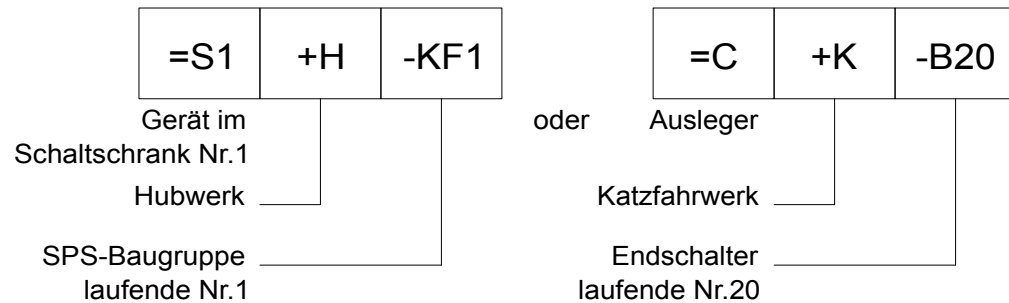 =S1 +H -KF1
Gerät im
Schaltschrank Nr.1
Hubwerk
SPS-Baugruppe
laufende Nr.1
oder
=C +K -B20
Ausleger
Katzfahrwerk
Endschalter
laufende Nr.20